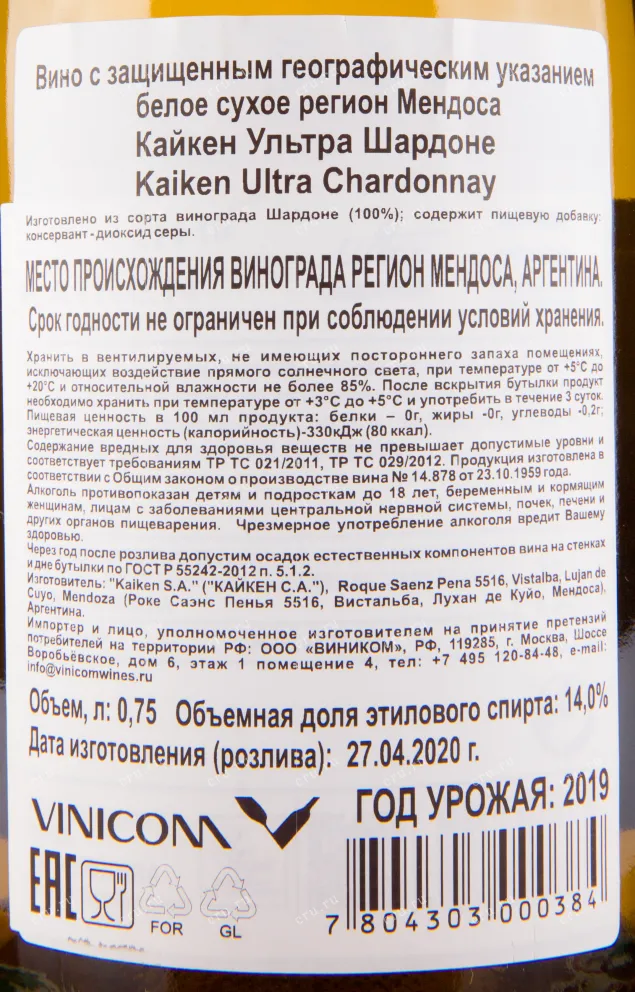 Вино с защищенным географическим указанием
белое сухое регион Мендоса
Кайкен Ультра Шардоне
Kaiken Ultra Chardonnay
Изготовлено из сорта винограда Шардоне (100%); содержит пищевую добавку:
консервант-диоксид серы.
МЕСТО ПРОИСХОЖДЕНИЯ ВИНОГРАДА РЕГИОН МЕНДОСА, АРГЕНТИНА.
Срок годности не ограничен при соблюдении условий хранения.
Хранить в вентилируемых, не имеющих постороннего запаха помещениях,
исключающих воздействие прямого солнечного света, при температуре от +5°С до
+20°С и относительной влажности не более 85%. После вскрытия бутылки продукт
необходимо хранить при температуре от +3°С до +5°С и употребить в течение 3 суток.
Пищевая ценность в 100 мл продукта: белки – 0г, жиры -0г, углеводы -0,2г;
энергетическая ценность (калорийность)-330кДж (80 ккал).
Содержание вредных для здоровья веществ не превышает допустимые уровни и
соответствует требованиям ТР ТС 021/2011, ТР ТС 029/2012. Продукция изготовлена в
соответствии с Общим законом о производстве вина № 14.878 от 23.10.1959 года.
Алкоголь противопоказан детям и подросткам до 18 лет, беременным и кормящим
женщинам, лицам с заболеваниями центральной нервной системы, почек, печени и
других органов пищеварения. Чрезмерное употребление алкоголя вредит Вашему
здоровью.
Через год после розлива допустим осадок естественных компонентов вина на стенках
и дне бутылки по ГОСТ Р 55242-2012 п. 5.1.2.
Изготовитель: "Kaiken S.A." ("КАЙКЕН С.А."), Roque Saenz Pena 5516, Vistalba, Lujan de
Cuyo, Mendoza (Роке Саэнс Пенья 5516, Вистальба, Лухан де Куйо, Мендоса),
Аргентина.
Импортер и лицо, уполномоченное изготовителем на принятие претензий
потребителей на территории РФ: ООО «ВИНИКОМ», РФ, 119285, г. Москва, Шоссе
Воробьёвское, дом 6, этаж 1 помещение 4, тел: +7 495 120-84-48, e-mail:
info@vinicomwines.ru
Объем, л: 0,75 Объемная доля этилового спирта: 14,0%
Дата изготовления (розлива): 27.04.2020 г.
VINICOM
ГОД УРОЖАЯ: 2019
EAC
FOR
GL
7 804303 000384